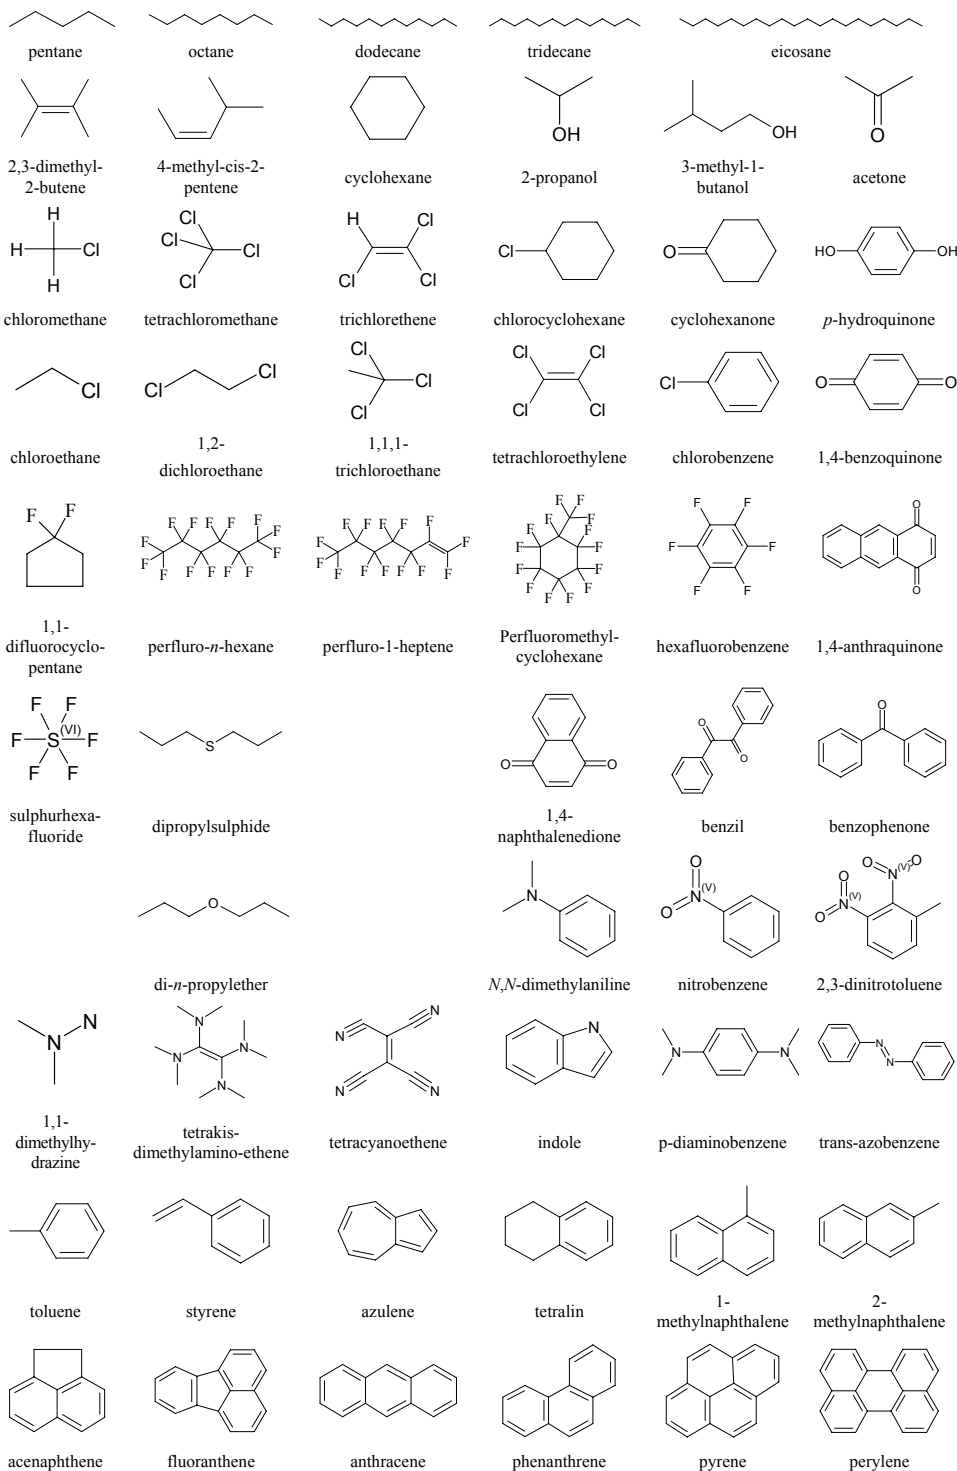 pentane octane dodecane tridecane eicosane
OH OH O
2,3-dimethyl-
2-butene
4-methyl-cis-2-
pentene
cyclohexane
2-propanol
3-methyl-1-
butanol
acetone
H H H Cl
Cl Cl Cl Cl
H Cl Cl Cl
Cl
O
HO OH
chloromethane tetrachloromethane trichlorethene chlorocyclohexane cyclohexanone p-hydroquinone
Cl
Cl Cl
Cl Cl Cl
Cl Cl Cl Cl
Cl
O O
chloroethane
1,2-
dichloroethane
1,1,1-
trichloroethane
tetrachloroethylene
chlorobenzene
1,4-benzoquinone
F F
F F F F F F F F F F F F F F
F F F F F F F F F F F F F F
F F F F F F F F F F F F F F
F F F F F F
O O
1,1-
difluorocyclo-
pentane
perfluro-n-hexane
perfluro-1-heptene
Perfluoromethyl-
cyclohexane
hexafluorobenzene
1,4-anthraquinone
F F F S (VI) F F F
S
O O
O O
O
sulphurhexa-
fluoride
dipropylsulphide
1,4-
naphthalenedione
benzil
benzophenone
O
N
O N (V) O
O N (V) O O N (V) O
di-n-propylether N,N-dimethylaniline nitrobenzene 2,3-dinitrotoluene
N N
N N N N
N N N N
N
N N
N N
1,1-
dimethylhy-
drazine
tetrakis-
dimethylamino-ethene
tetracyanoethene
indole
p-diaminobenzene
trans-azobenzene
toluene
styrene
azulene
tetralin
1-
methylnaphthalene
2-
methylnaphthalene
acenaphthene fluoranthene anthracene phenanthrene pyrene perylene